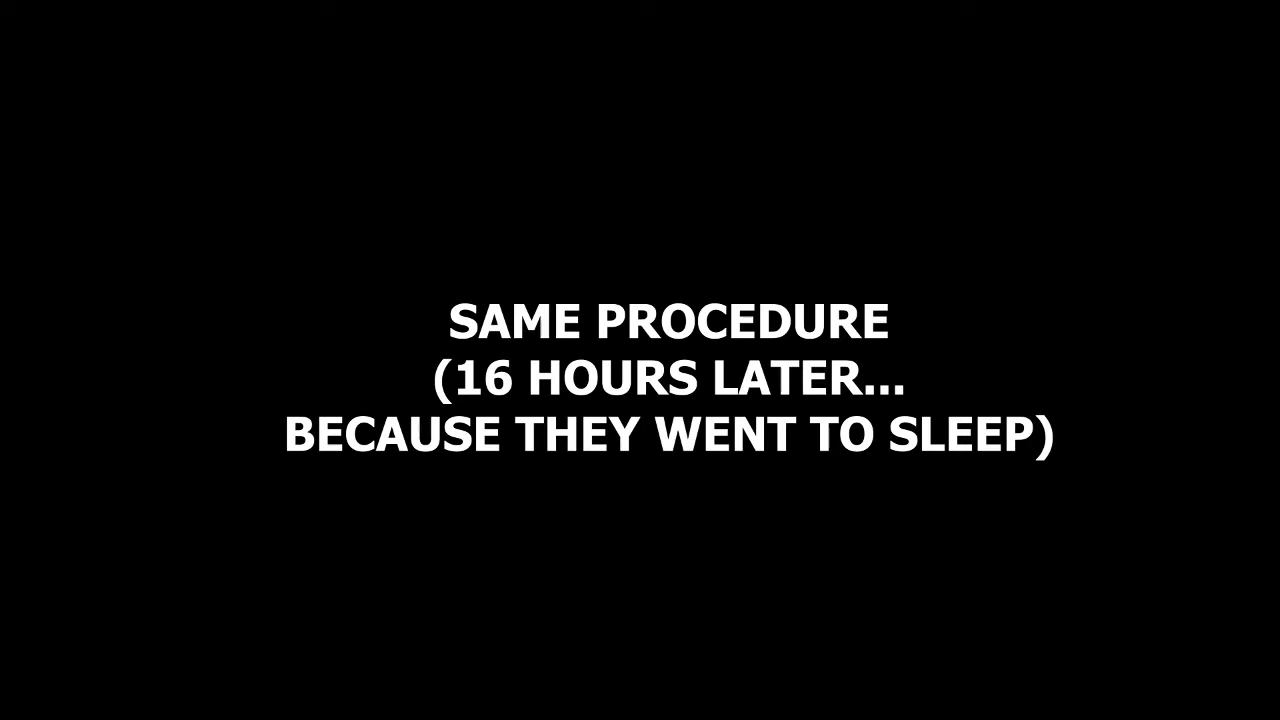 SAME PROCEDURE
(16 HOURS LATER...
BECAUSE THEY WENT TO SLEEP)